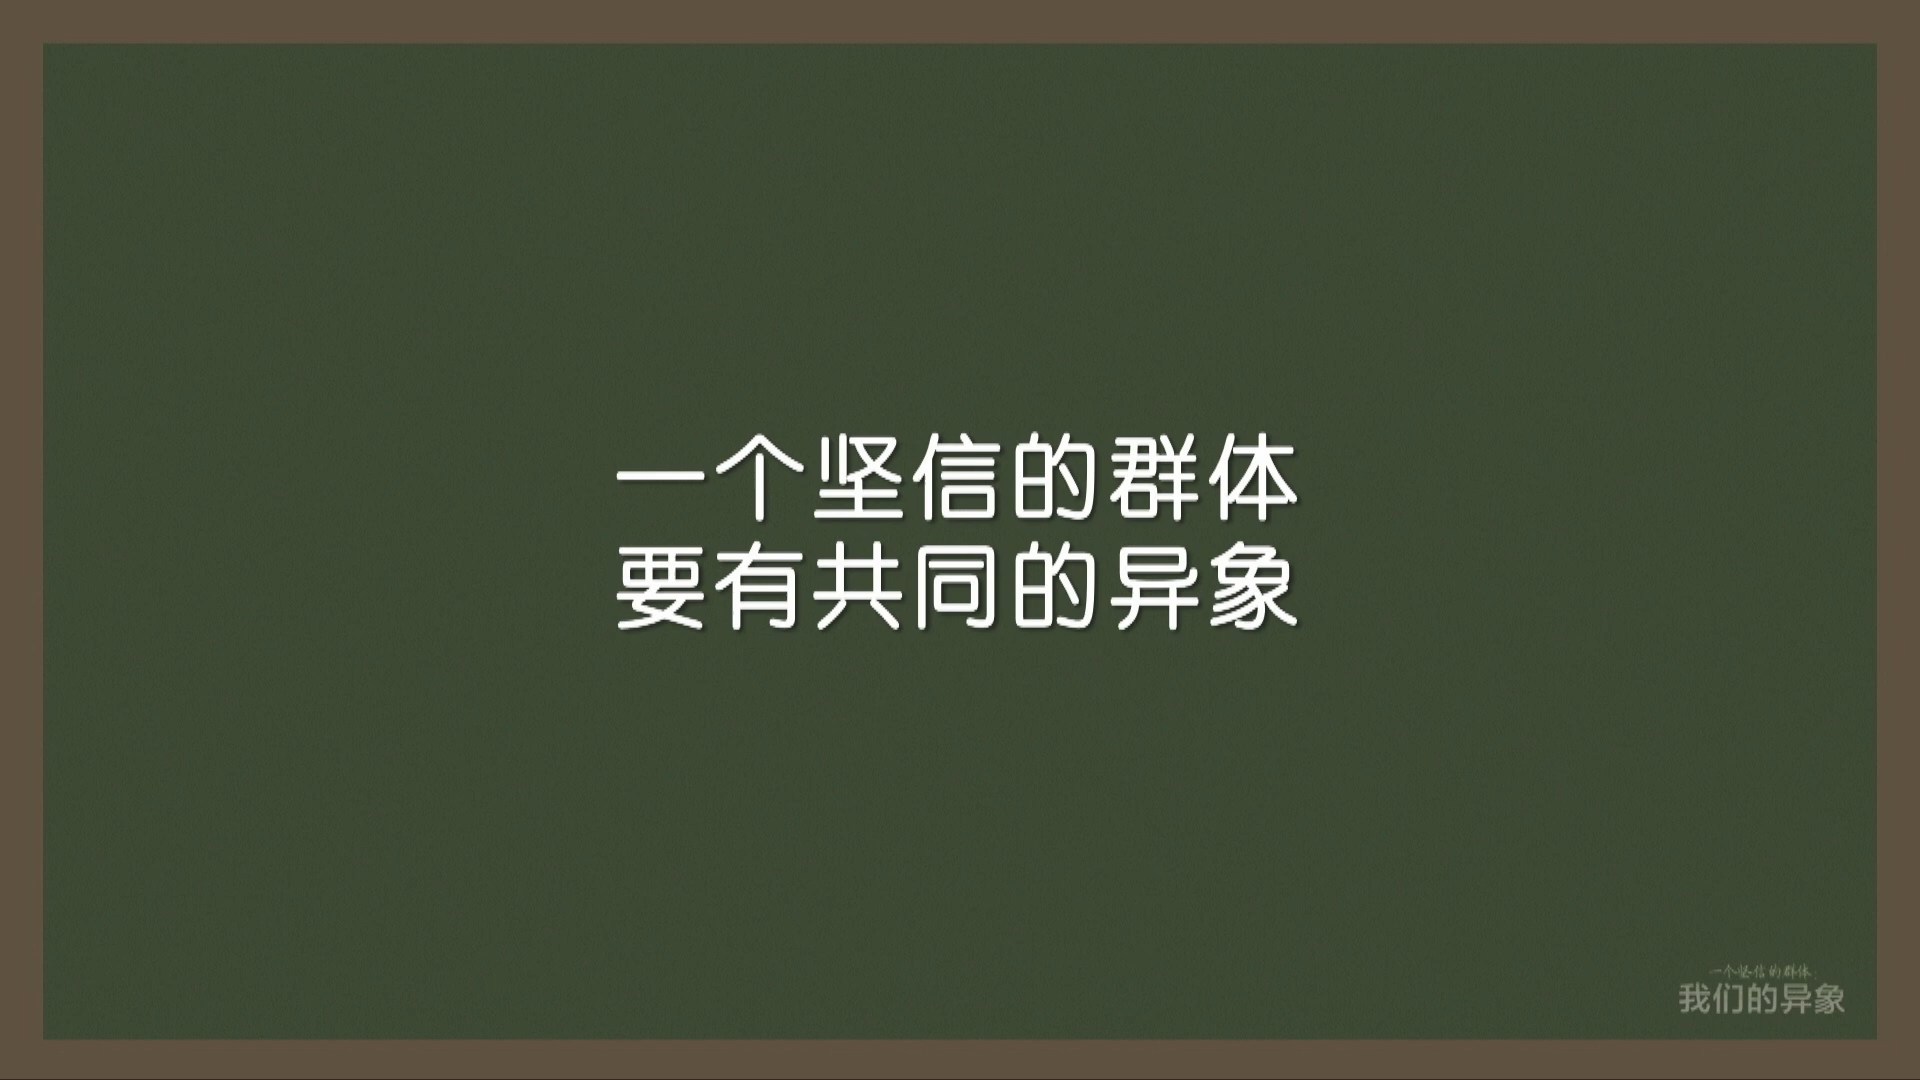 一个坚信的群体
要有共同的异象
一个坚信的群体
我们的异象